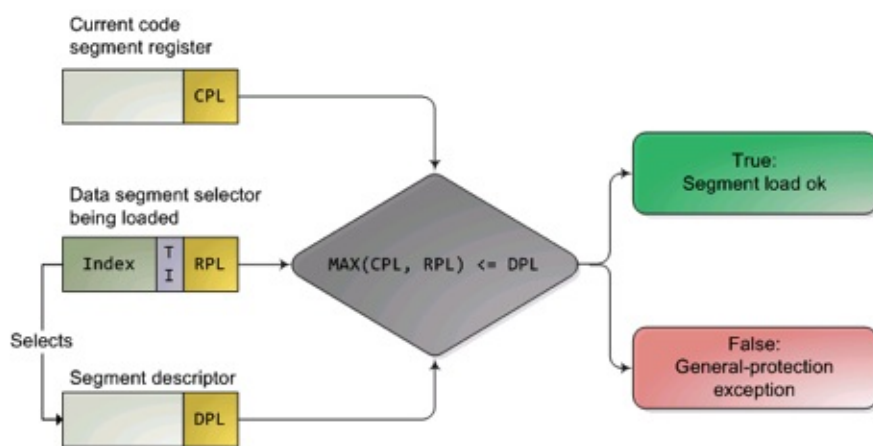 Current code
segment register
CPL
Data segment selector
being loaded
Index
T
I
RPL
Selects
Segment descriptor
DPL
MAX(CPL, RPL) <= DPL
True:
Segment load ok
False:
General-protection
exception